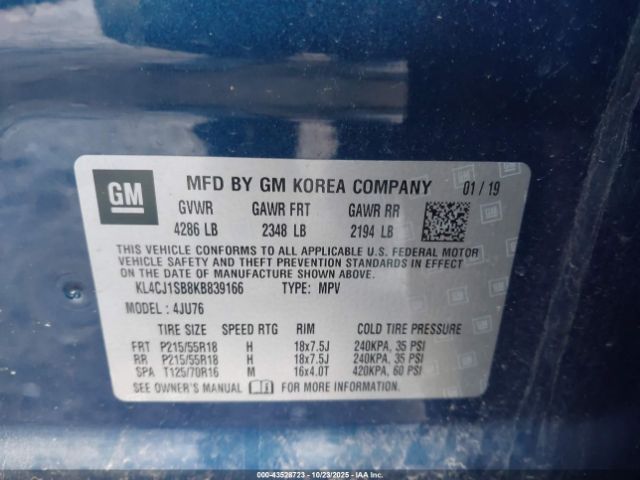 GM
MFD BY GM KOREA COMPANY 01 / 19
GVWR GAWR FRT GAWR RR
4286 LB 2348 LB 2194 LB
THIS VEHICLE CONFORMS TO ALL APPLICABLE U.S. FEDERAL MOTOR
VEHICLE SAFETY, BUMPER, AND THEFT PREVENTION STANDARDS
IN EFFECT ON THE DATE OF MANUFACTURE SHOWN ABOVE.
KL4CJ1SB8KB839166 TYPE: MPV
MODEL : 4JU76
TIRE SIZE SPEED RTG RIM COLD TIRE PRESSURE
FRT P215/55R18 H 18x7.5J 240KPA, 35 PSI
RR P215/55R18 H 18x7.5J 240KPA, 35 PSI
SPA T125/70R16 M 16x4.0T 420KPA, 60 PSI
SEE OWNER'S MANUAL FOR MORE INFORMATION.
000-43528723 | 10/23/2025 | IAA Inc.